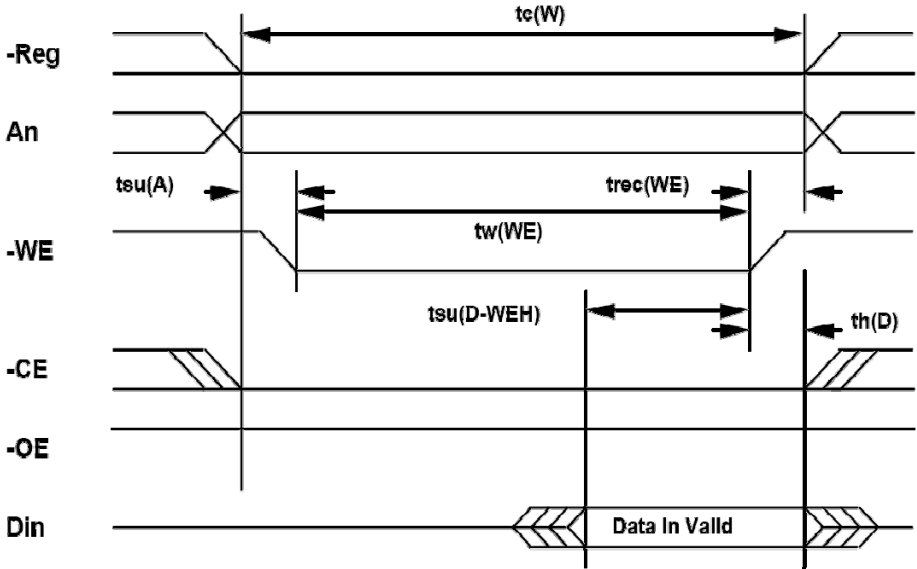 tc(W)
-Reg
An
tsu(A)
trec(WE)
tw(WE)
-WE
tsu(D-WEH)
th(D)
-CE
-OE
Din
Data In Valid